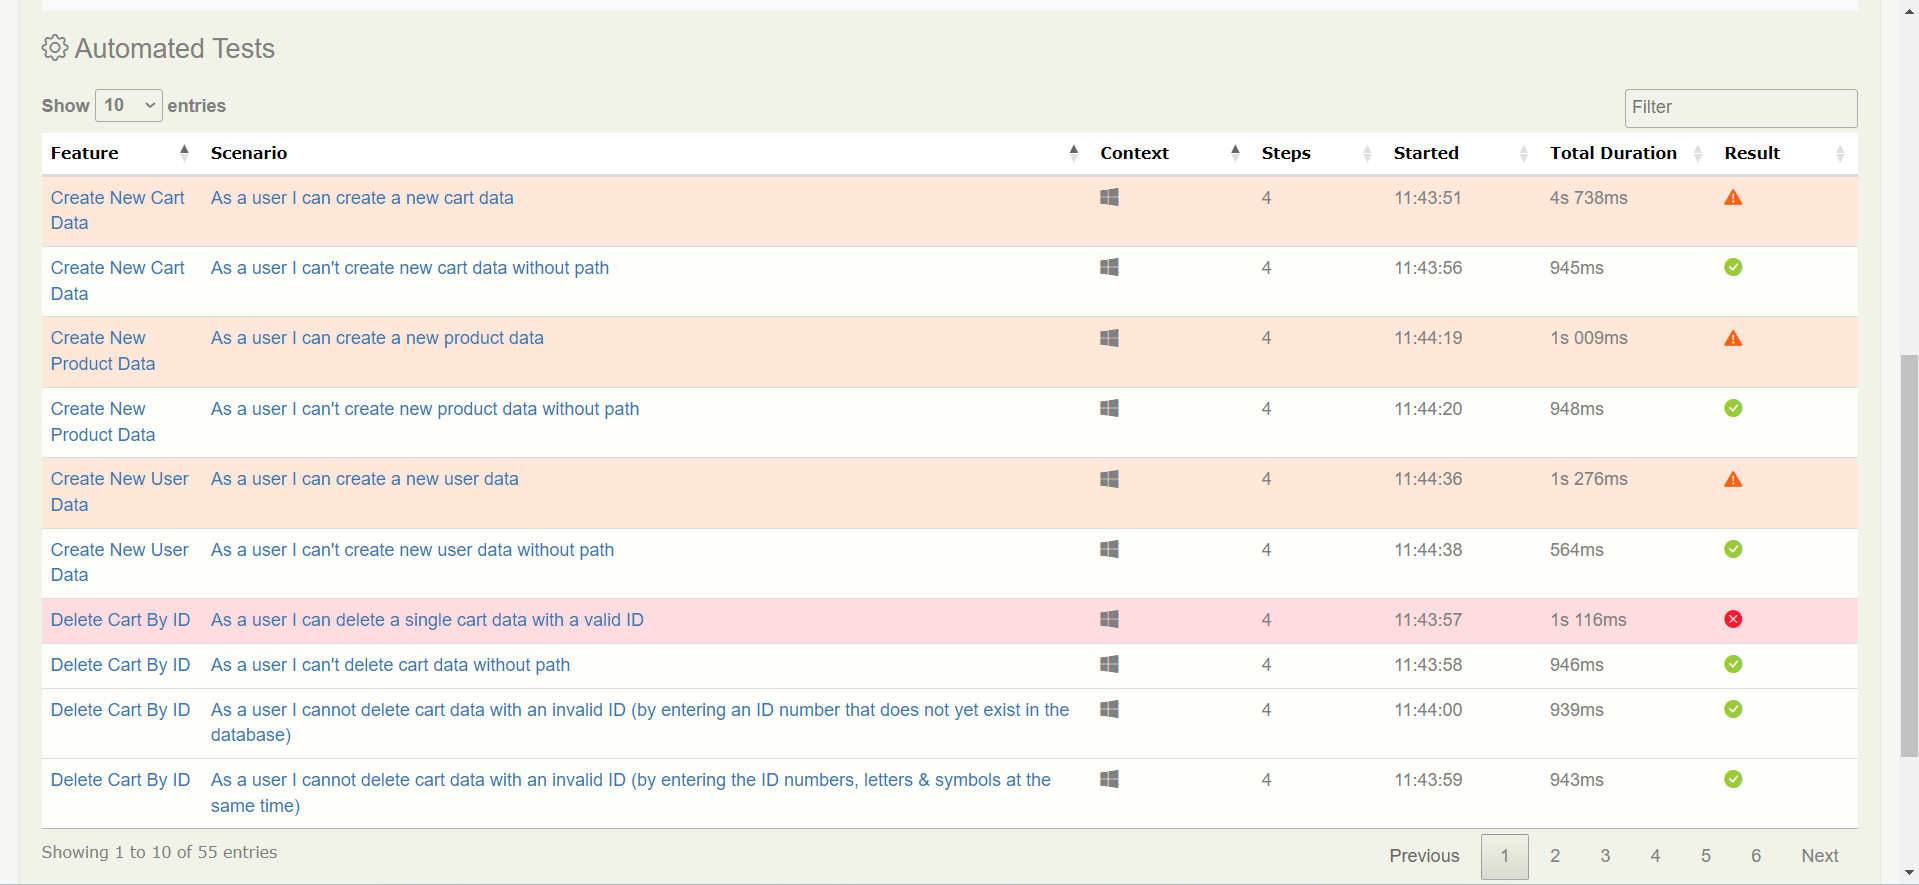 Automated Tests
Show 10 entries
Filter
Feature Scenario Context Steps Started Total Duration Result
Create New Cart As a user I can create a new cart data 4 11:43:51 4s 738ms
Data
Create New Cart As a user I can't create new cart data without path 4 11:43:56 945ms
Data
Create New As a user I can create a new product data 4 11:44:19 1s 009ms
Product Data
Create New As a user I can't create new product data without path 4 11:44:20 948ms
Product Data
Create New User As a user I can create a new user data 4 11:44:36 1s 276ms
Data
Create New User As a user I can't create new user data without path 4 11:44:38 564ms
Data
Delete Cart By ID As a user I can delete a single cart data with a valid ID 4 11:43:57 1s 116ms
Delete Cart By ID As a user I can't delete cart data without path 4 11:43:58 946ms
Delete Cart By ID As a user I cannot delete cart data with an invalid ID (by entering an ID number that does not yet exist in the 4 11:44:00 939ms
database)
Delete Cart By ID As a user I cannot delete cart data with an invalid ID (by entering the ID numbers, letters & symbols at the 4 11:43:59 943ms
same time)
Showing 1 to 10 of 55 entries
Previous 1 2 3 4 5 6 Next